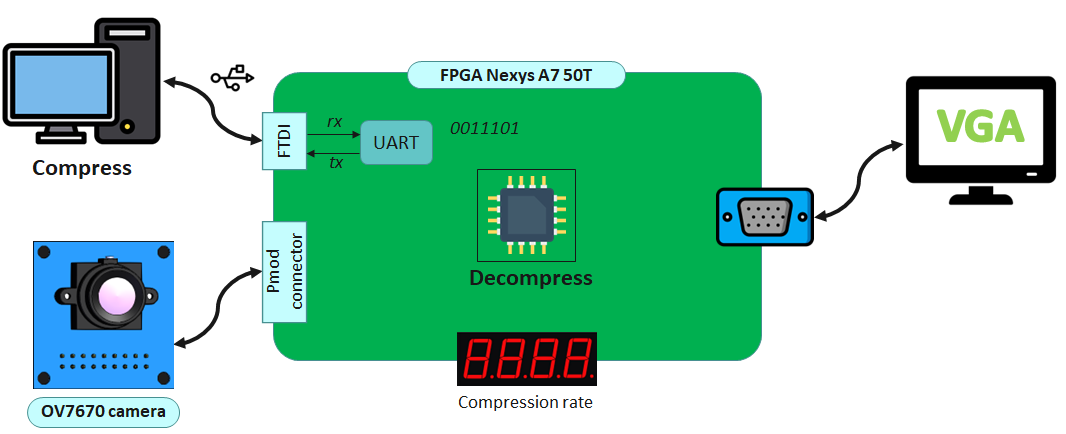 FPGA Nexys A7 50T
Compress
FTDI
rx
tx
UART
0011101
VGA
Pmod
connector
Decompress
8.8.8.8
Compression rate
OV7670 camera